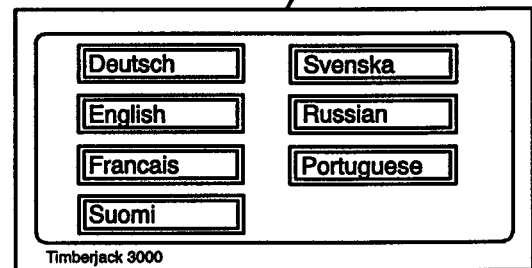 Deutsch
English
Francais
Suomi
Svenska
Russian
Portuguese
Timberjack 3000